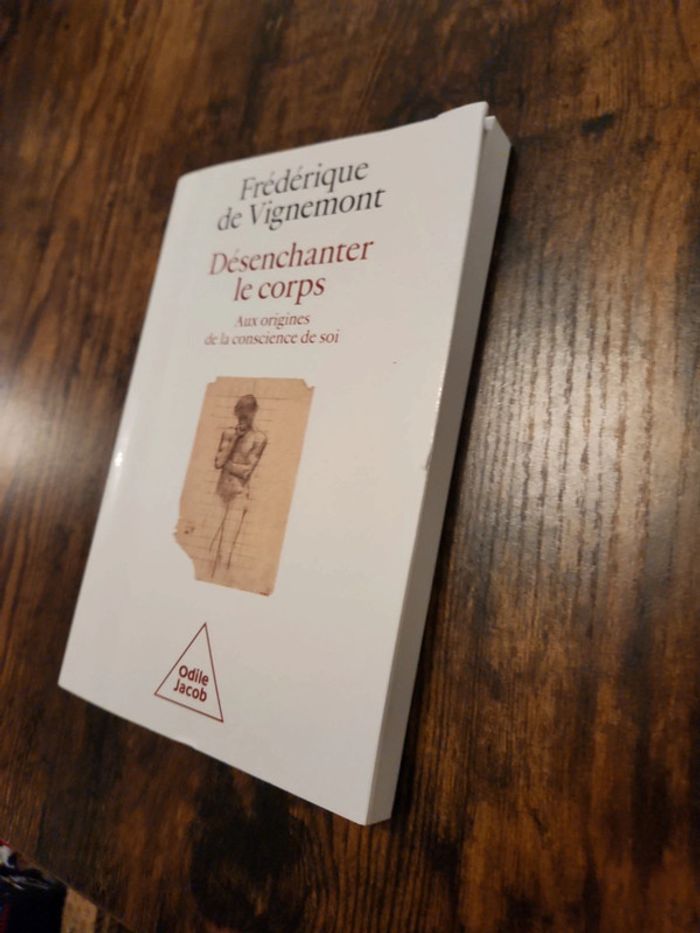 Frédérique
de Vignemont
Désenchanter
le corps
Aux origines
de la conscience de soi
Odile
Jacob